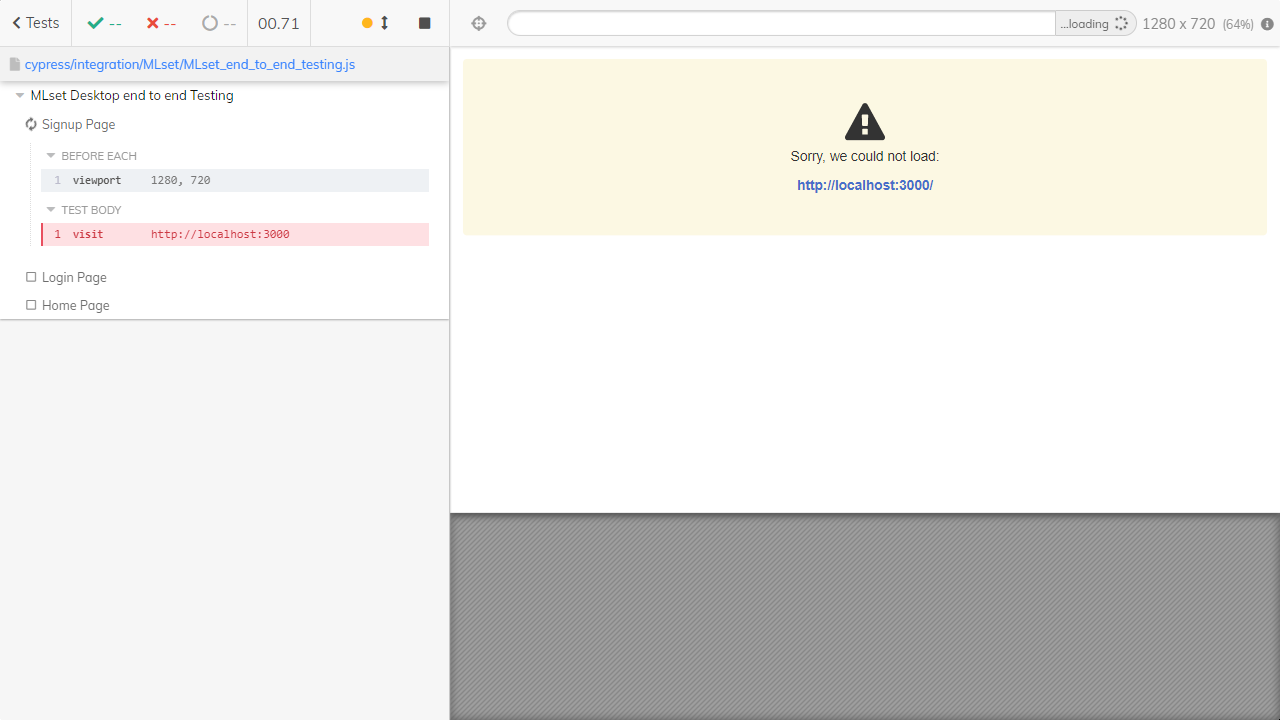 Tests -- -- -- 00.71
...loading 1280 x 720 (64%)
cypress/integration/MLset/MLset_end_to_end_testing.js
MLset Desktop end to end Testing
Signup Page
BEFORE EACH
1 viewport 1280, 720
TEST BODY
1 visit http://localhost:3000
Login Page
Home Page
Sorry, we could not load:
http://localhost:3000/